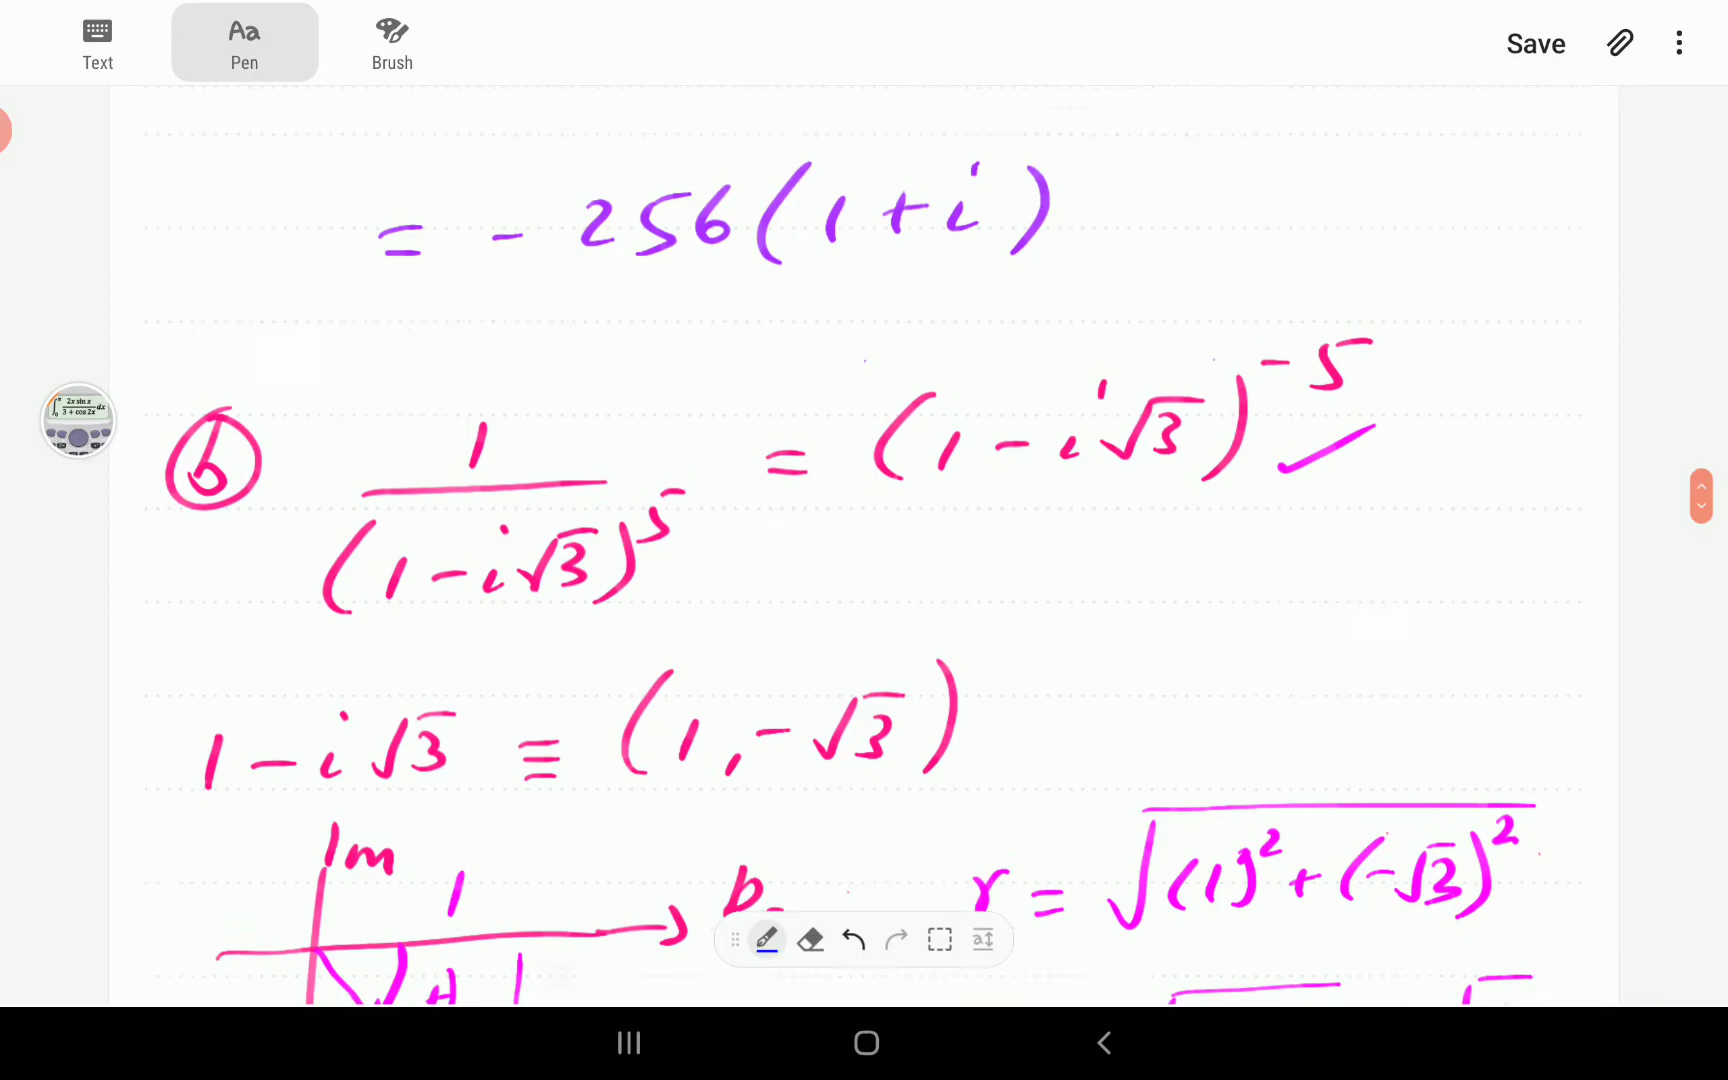 Text Pen Brush Save
= - 256(1 + i)
b 1/(1 - i√3)^5 = (1 - i√3)^-5
1 - i√3 ≡ (1, -√3)
Im
1
r = √((1)^2 + (-√3)^2)